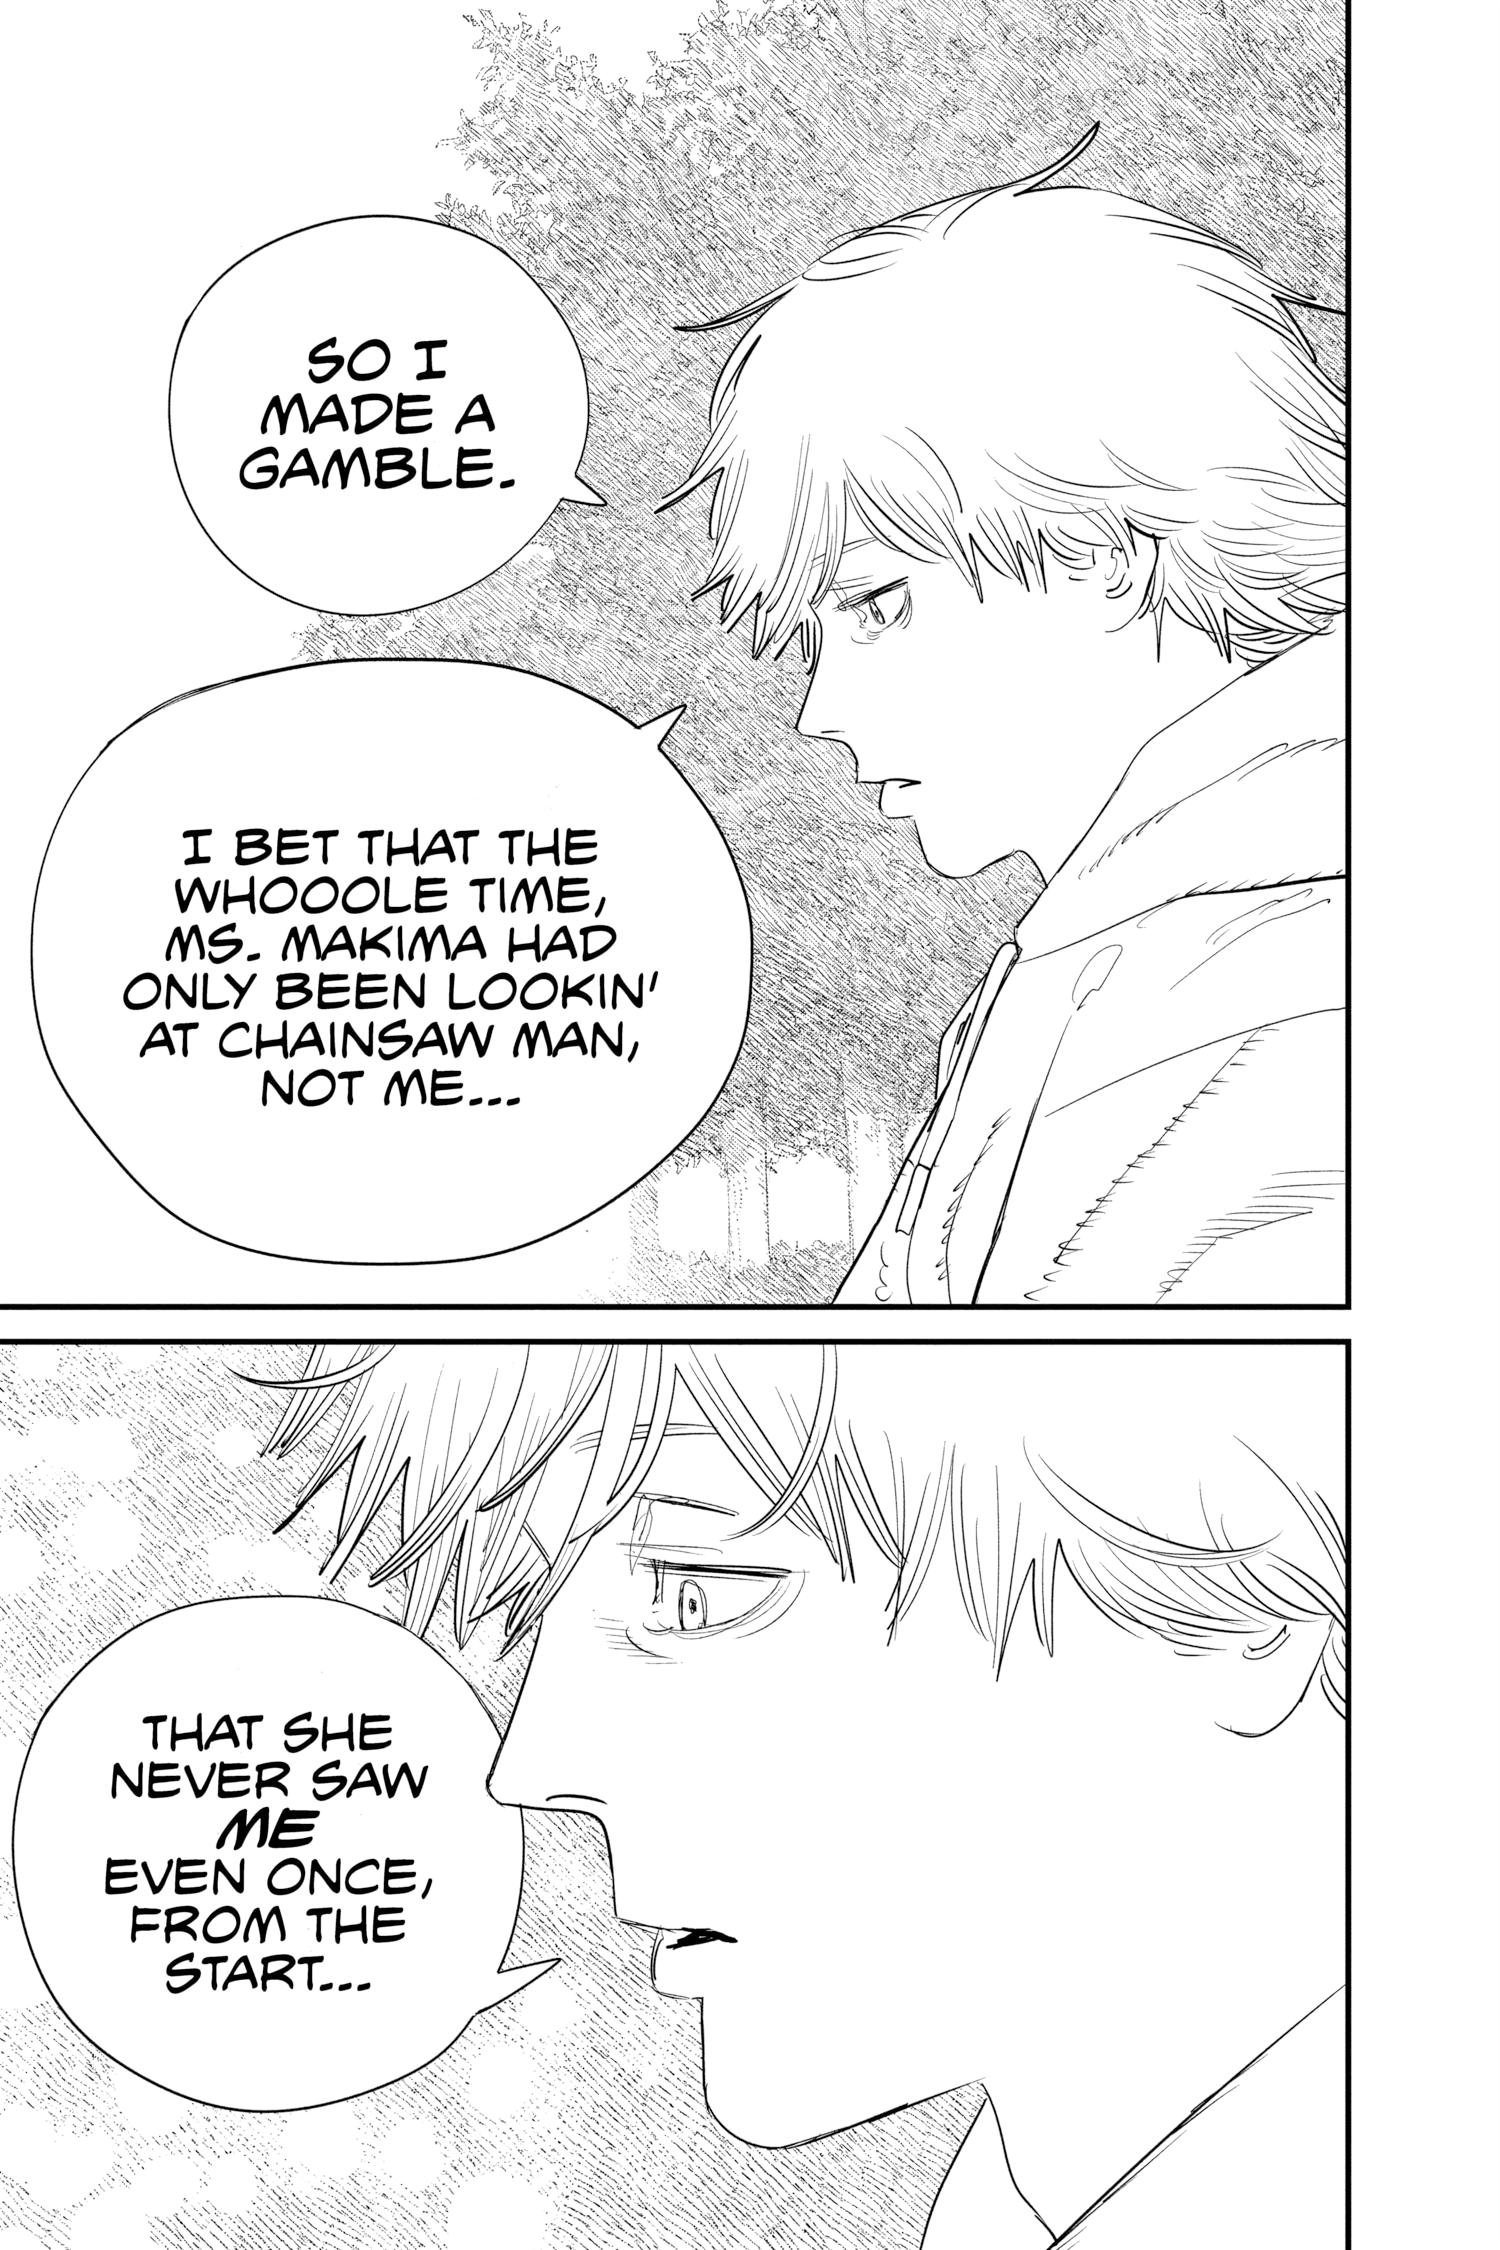 SO I
MADE A
GAMBLE.
I BET THAT THE
WHOOOLE TIME,
MS. MAKIMA HAD
ONLY BEEN LOOKIN'
AT CHAINSAW MAN,
NOT ME...
THAT SHE
NEVER SAW
ME
EVEN ONCE,
FROM THE
START...